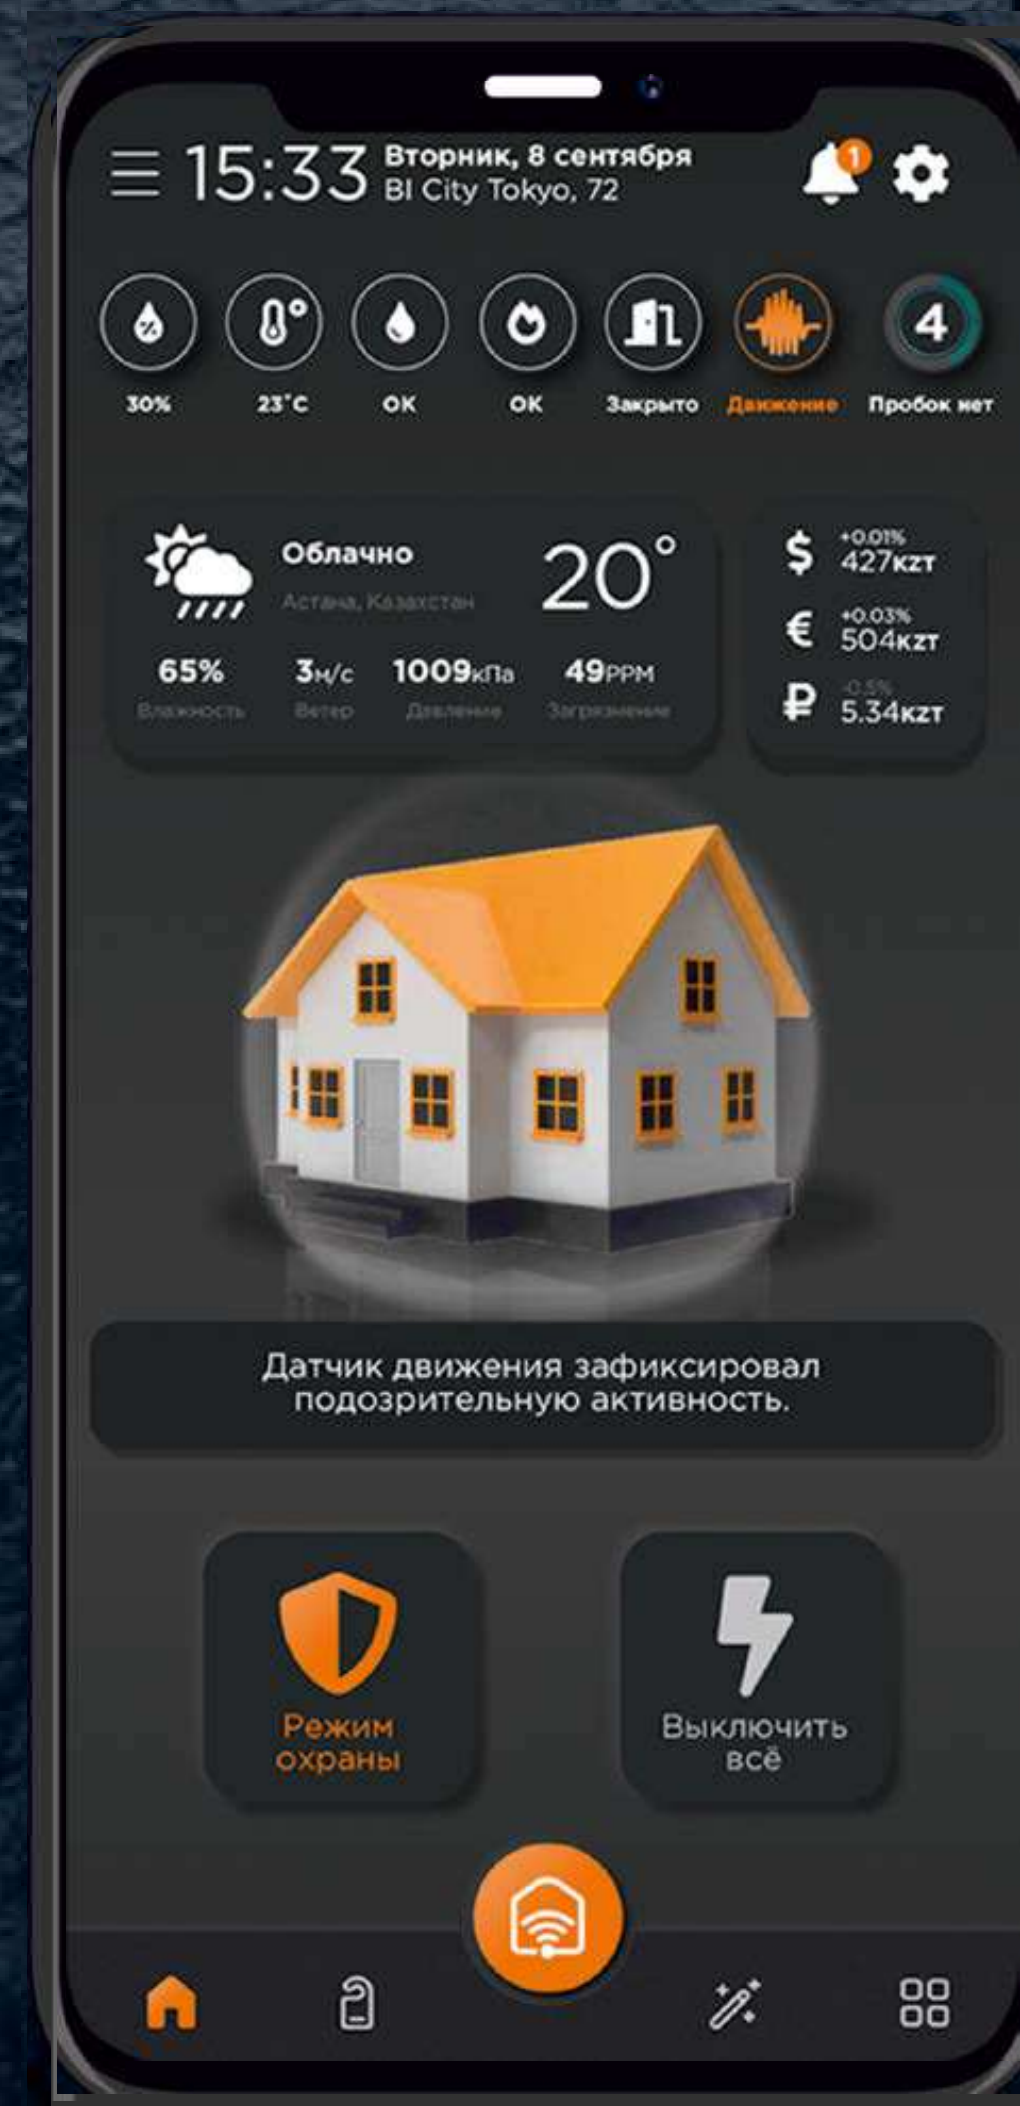 15:33
Вторник, 8 сентября
BI City Tokyo, 72
1
4
30%
23°C
OK
OK
Закрыто
Движение
Пробок нет
Облачно
Астана, Казахстан
20°
65%
3м/с
1009кПа
49PPM
Влажность
Ветер
Давление
Загрязнение
$
+0.01%
427KZT
€
+0.03%
504KZT
₽
-0.5%
5.34KZT
Датчик движения зафиксировал
подозрительную активность.
Режим
охраны
Выключить
всё